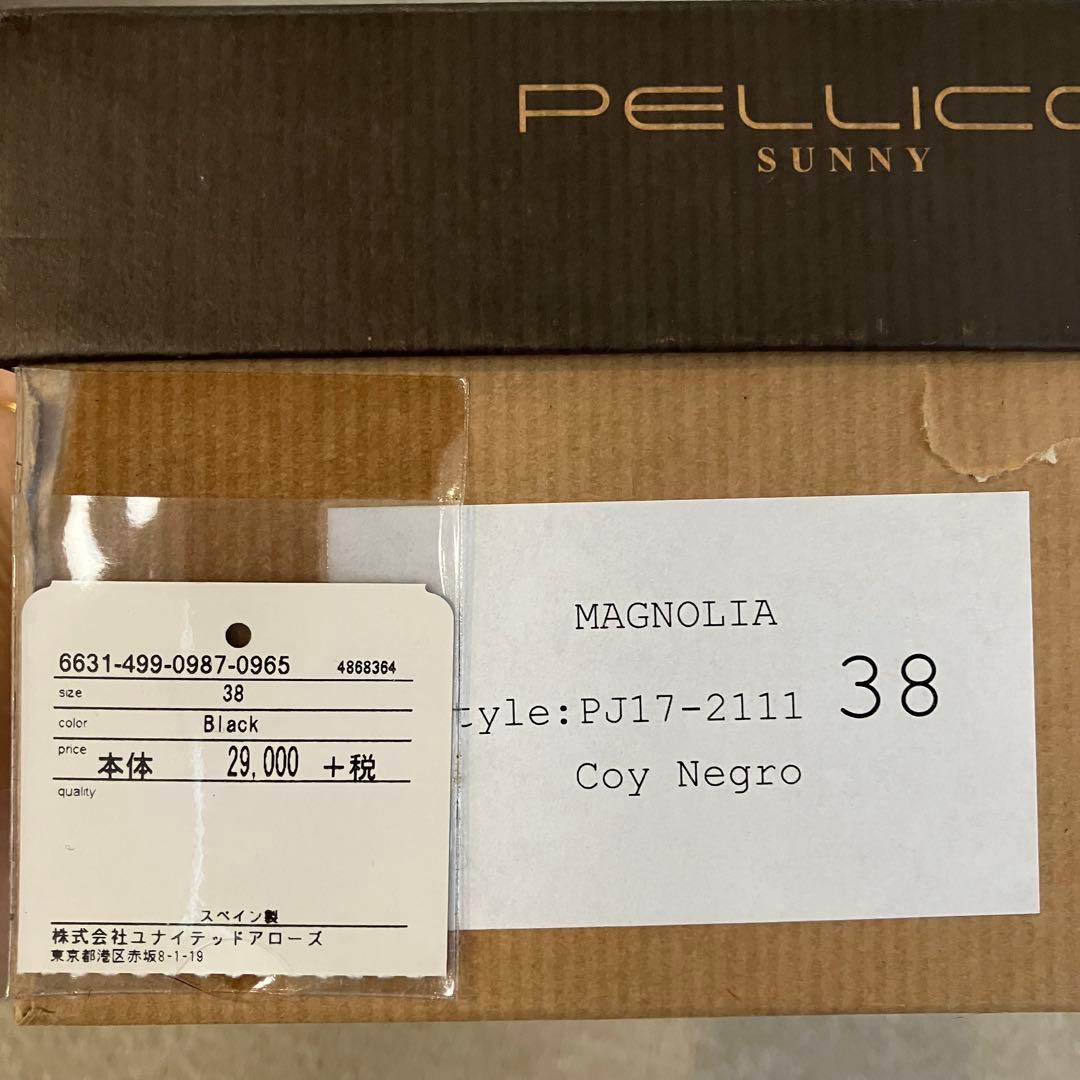 PELLICO
SUNNY
MAGNOLIA
tyle:PJ17-2111 38
Coy Negro
6631-499-0987-0965 4868364
size 38
color Black
price 本体 29,000 +税
quality
スペイン製
株式会社ユナイテッドアローズ
東京都港区赤坂8-1-19